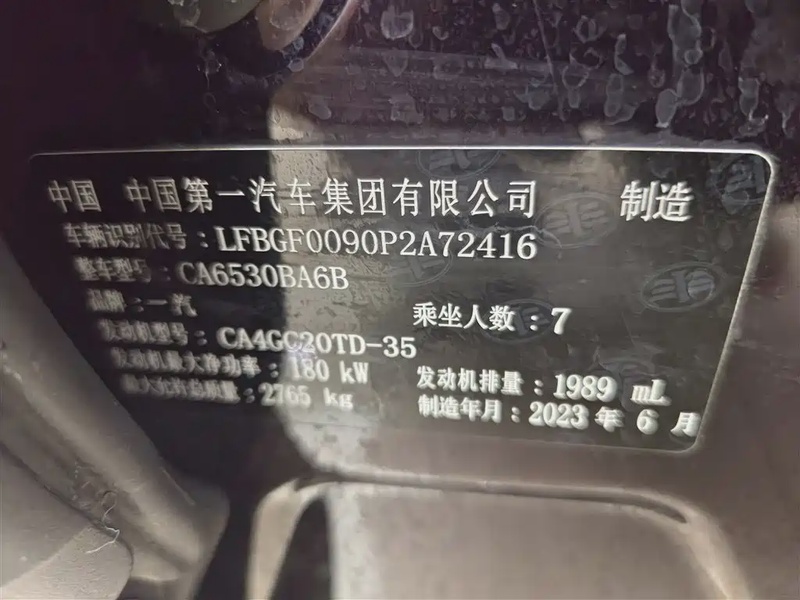 中国 中国第一汽车集团有限公司 制造
车辆识别代号：LFBGF0090P2A72416
整车型号：CA6530BA6B
品牌：一汽 乘坐人数：7
发动机型号：CA4GC20TD-35
发动机最大净功率：180 kW 发动机排量：1989 mL
最大允许总质量：2765 kg 制造年月：2023 年 6 月